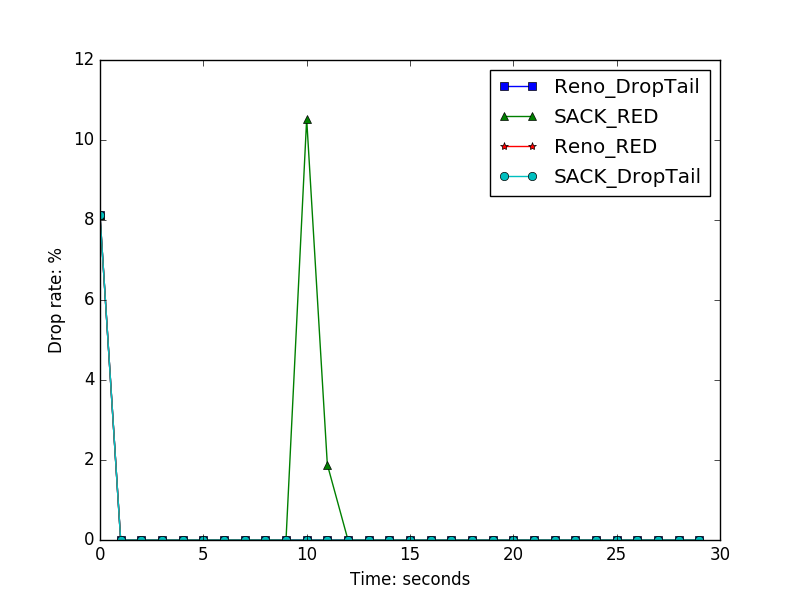 12
10
8
6
4
2
0
Drop rate: %
0 5 10 15 20 25 30
Time: seconds
Reno_DropTail
SACK_RED
Reno_RED
SACK_DropTail